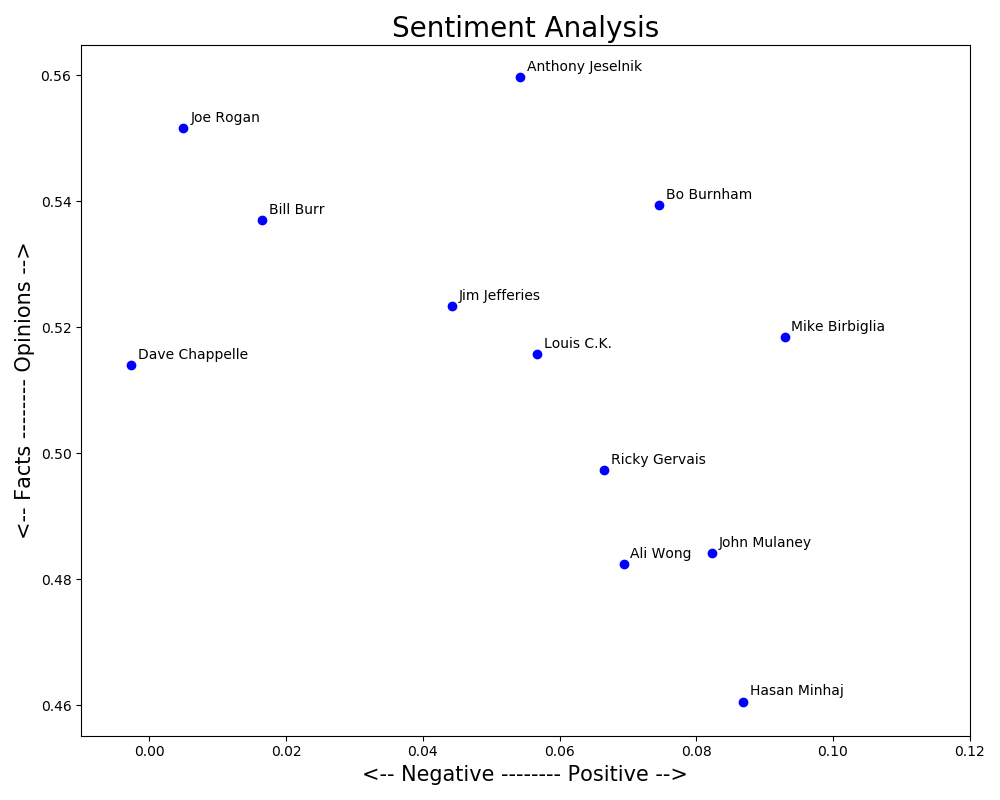 Sentiment Analysis
0.56
Anthony Jeselnik
Joe Rogan
0.54
Bo Burnham
Bill Burr
Jim Jefferies
0.52
Mike Birbiglia
Louis C.K.
Dave Chappelle
0.50
Ricky Gervais
John Mulaney
Ali Wong
0.48
Hasan Minhaj
0.46
<-- Facts -------- Opinions -->
0.00 0.02 0.04 0.06 0.08 0.10 0.12
<-- Negative -------- Positive -->